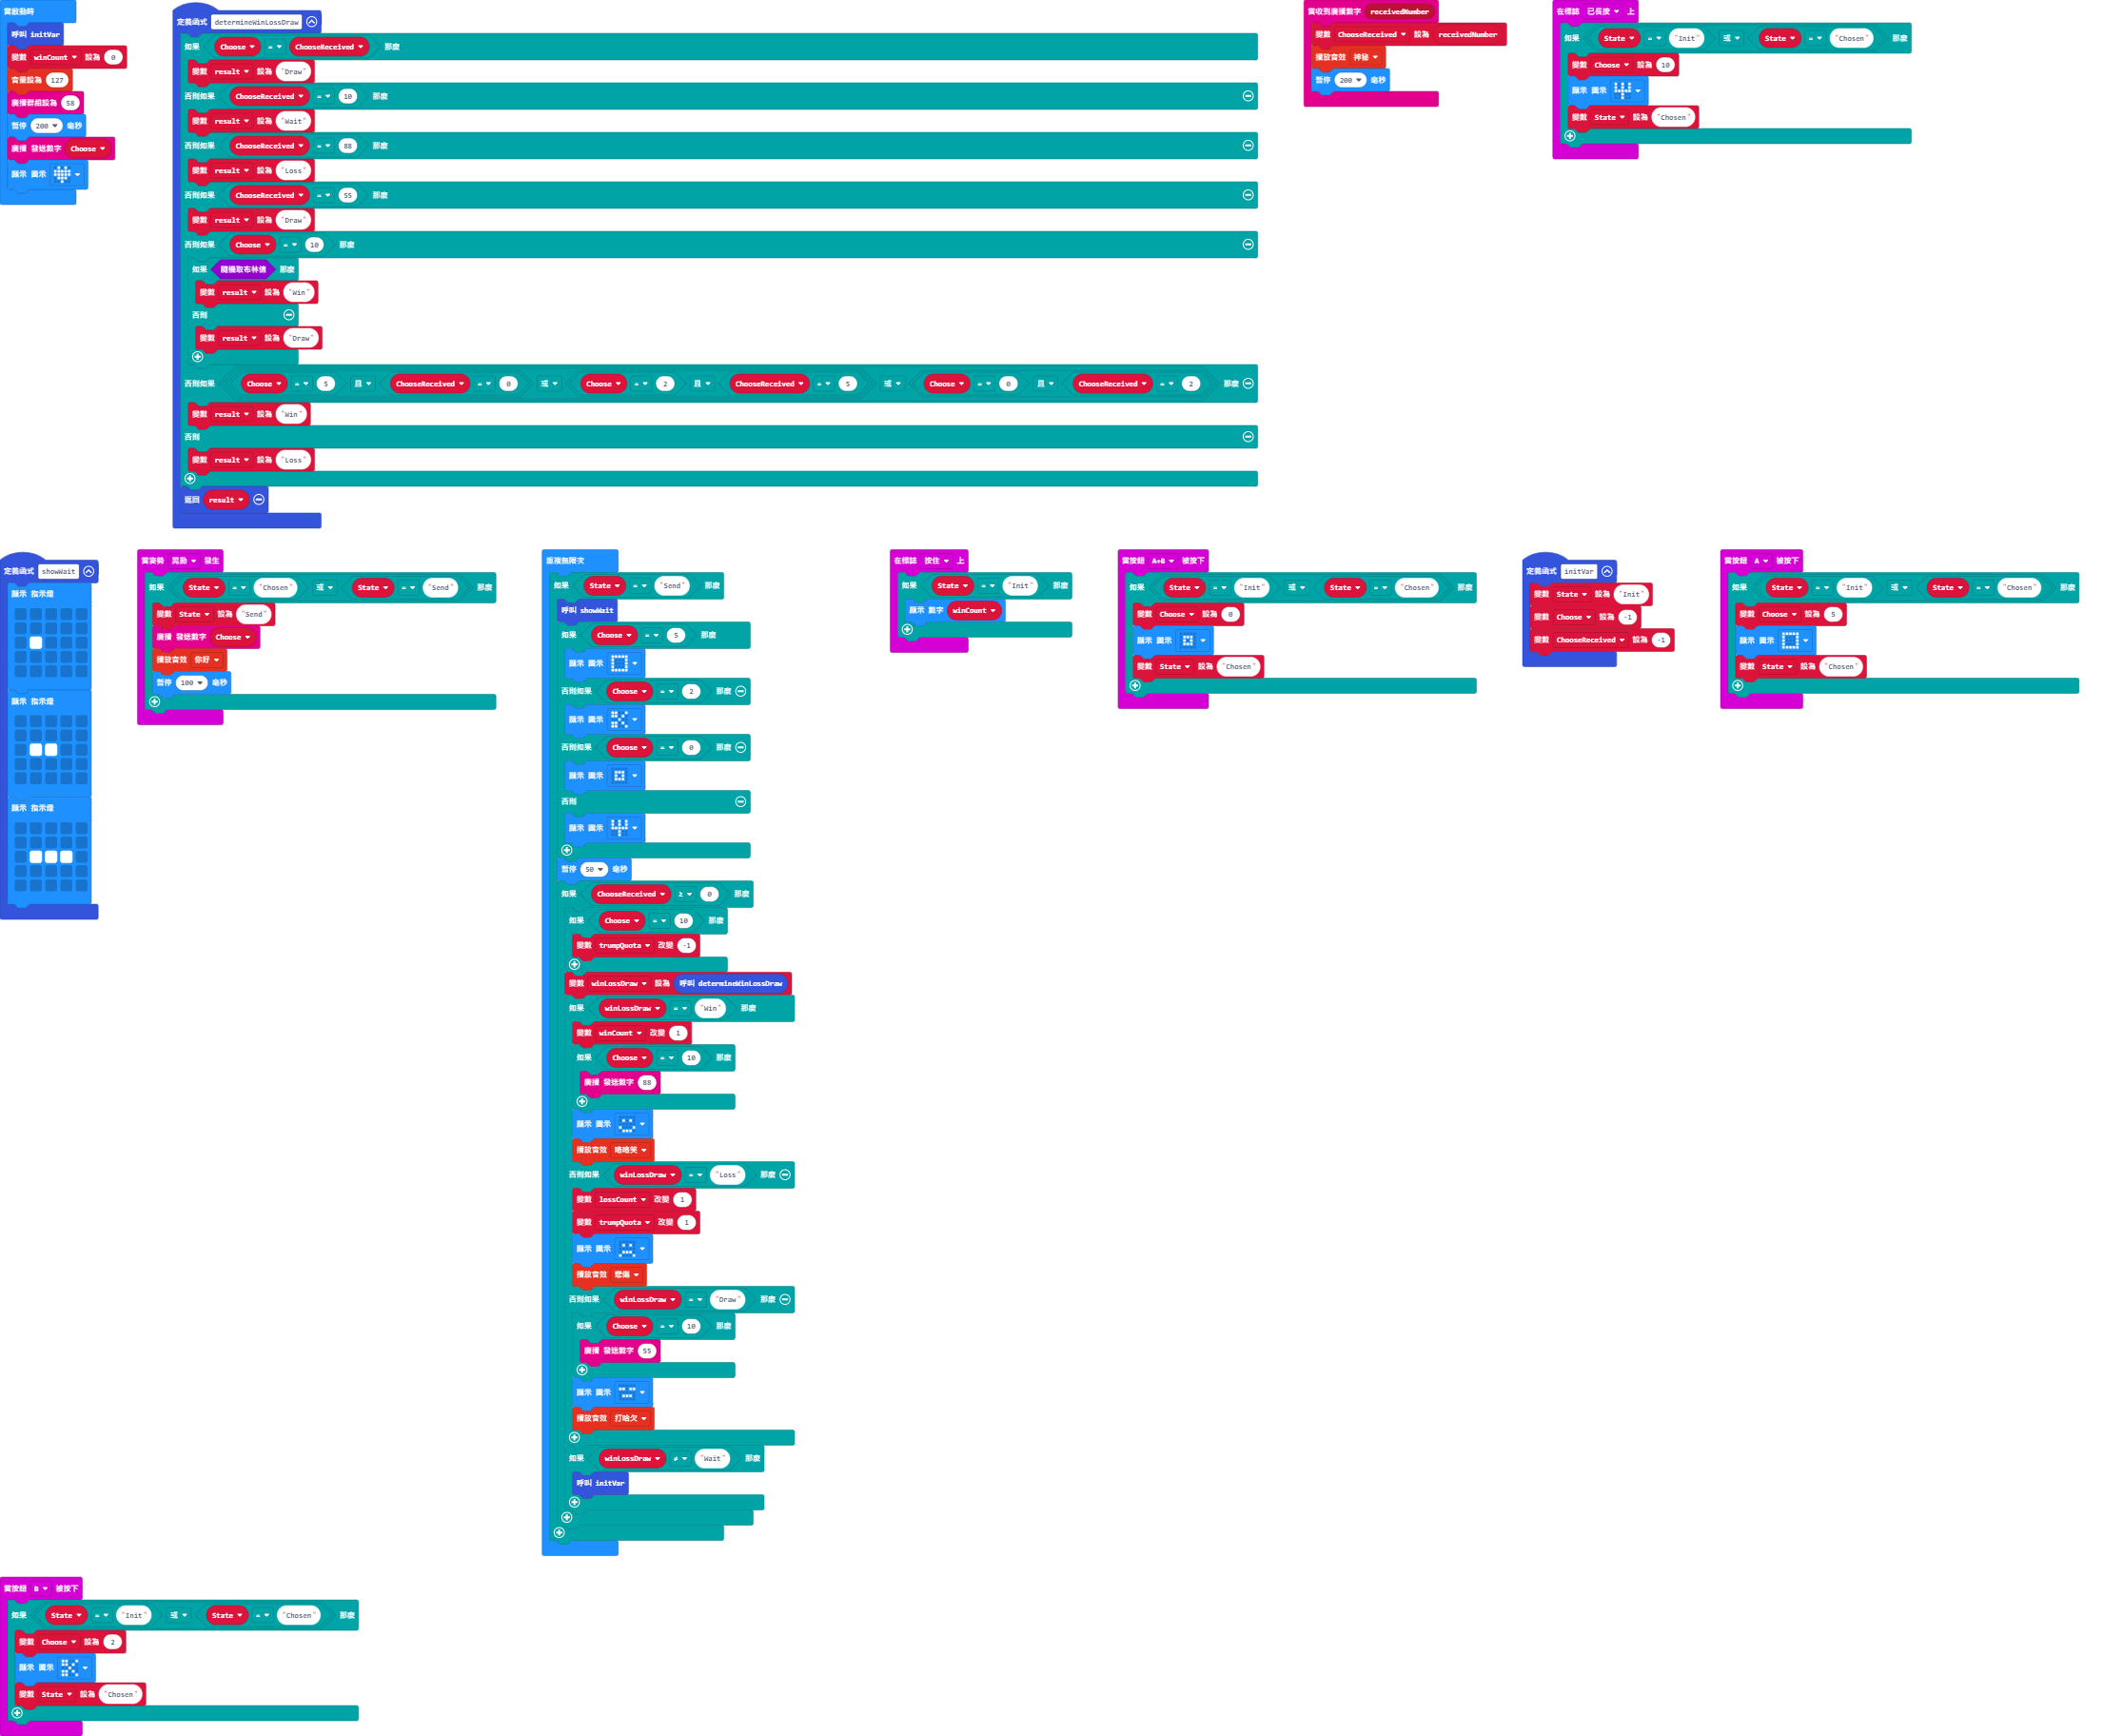 當啟動時
呼叫 initVar
變數 winCount 設為 0
音量設為 127
廣播群組設為 58
暫停 200 毫秒
廣播 發送數字 Choose
顯示 圖示
定義函式 determineWinLossDraw
如果 Choose = ChooseReceived 那麼
變數 result 設為 "Draw"
否則如果 ChooseReceived = 10 那麼
變數 result 設為 "Wait"
否則如果 ChooseReceived = 88 那麼
變數 result 設為 "Loss"
否則如果 ChooseReceived = 55 那麼
變數 result 設為 "Draw"
否則如果 Choose = 10 那麼
如果 隨機取布林值 那麼
變數 result 設為 "Win"
否則
變數 result 設為 "Draw"
否則如果 Choose = 5 且 ChooseReceived = 0 或 Choose = 2 且 ChooseReceived = 5 或 Choose = 0 且 ChooseReceived = 2 那麼
變數 result 設為 "Win"
否則
變數 result 設為 "Loss"
返回 result
當收到廣播數字 receivedNumber
變數 ChooseReceived 設為 receivedNumber
播放音效 神秘
暫停 200 毫秒
在標誌 已長按 上
如果 State = "Init" 或 State = "Chosen" 那麼
變數 Choose 設為 10
顯示 圖示
變數 State 設為 "Chosen"
定義函式 showWait
顯示 指示燈
顯示 指示燈
顯示 指示燈
當姿勢 晃動 發生
如果 State = "Chosen" 或 State = "Send" 那麼
變數 State 設為 "Send"
廣播 發送數字 Choose
播放音效 你好
暫停 100 毫秒
重複無限次
如果 State = "Send" 那麼
呼叫 showWait
如果 Choose = 5 那麼
顯示 圖示
否則如果 Choose = 2 那麼
顯示 圖示
否則如果 Choose = 0 那麼
顯示 圖示
否則
顯示 圖示
暫停 50 毫秒
如果 ChooseReceived ≥ 0 那麼
如果 Choose = 10 那麼
變數 trumpQuota 改變 -1
變數 winLossDraw 設為 呼叫 determineWinLossDraw
如果 winLossDraw = "Win" 那麼
變數 winCount 改變 1
如果 Choose = 10 那麼
廣播 發送數字 88
顯示 圖示
播放音效 咯咯笑
否則如果 winLossDraw = "Loss" 那麼
變數 lossCount 改變 1
變數 trumpQuota 改變 1
顯示 圖示
播放音效 悲傷
否則如果 winLossDraw = "Draw" 那麼
如果 Choose = 10 那麼
廣播 發送數字 55
顯示 圖示
播放音效 打哈欠
如果 winLossDraw ≠ "Wait" 那麼
呼叫 initVar
在標誌 按住 上
如果 State = "Init" 那麼
顯示 數字 winCount
當按鈕 A+B 被按下
如果 State = "Init" 或 State = "Chosen" 那麼
變數 Choose 設為 0
顯示 圖示
變數 State 設為 "Chosen"
定義函式 initVar
變數 State 設為 "Init"
變數 Choose 設為 -1
變數 ChooseReceived 設為 -1
當按鈕 A 被按下
如果 State = "Init" 或 State = "Chosen" 那麼
變數 Choose 設為 5
顯示 圖示
變數 State 設為 "Chosen"
當按鈕 B 被按下
如果 State = "Init" 或 State = "Chosen" 那麼
變數 Choose 設為 2
顯示 圖示
變數 State 設為 "Chosen"